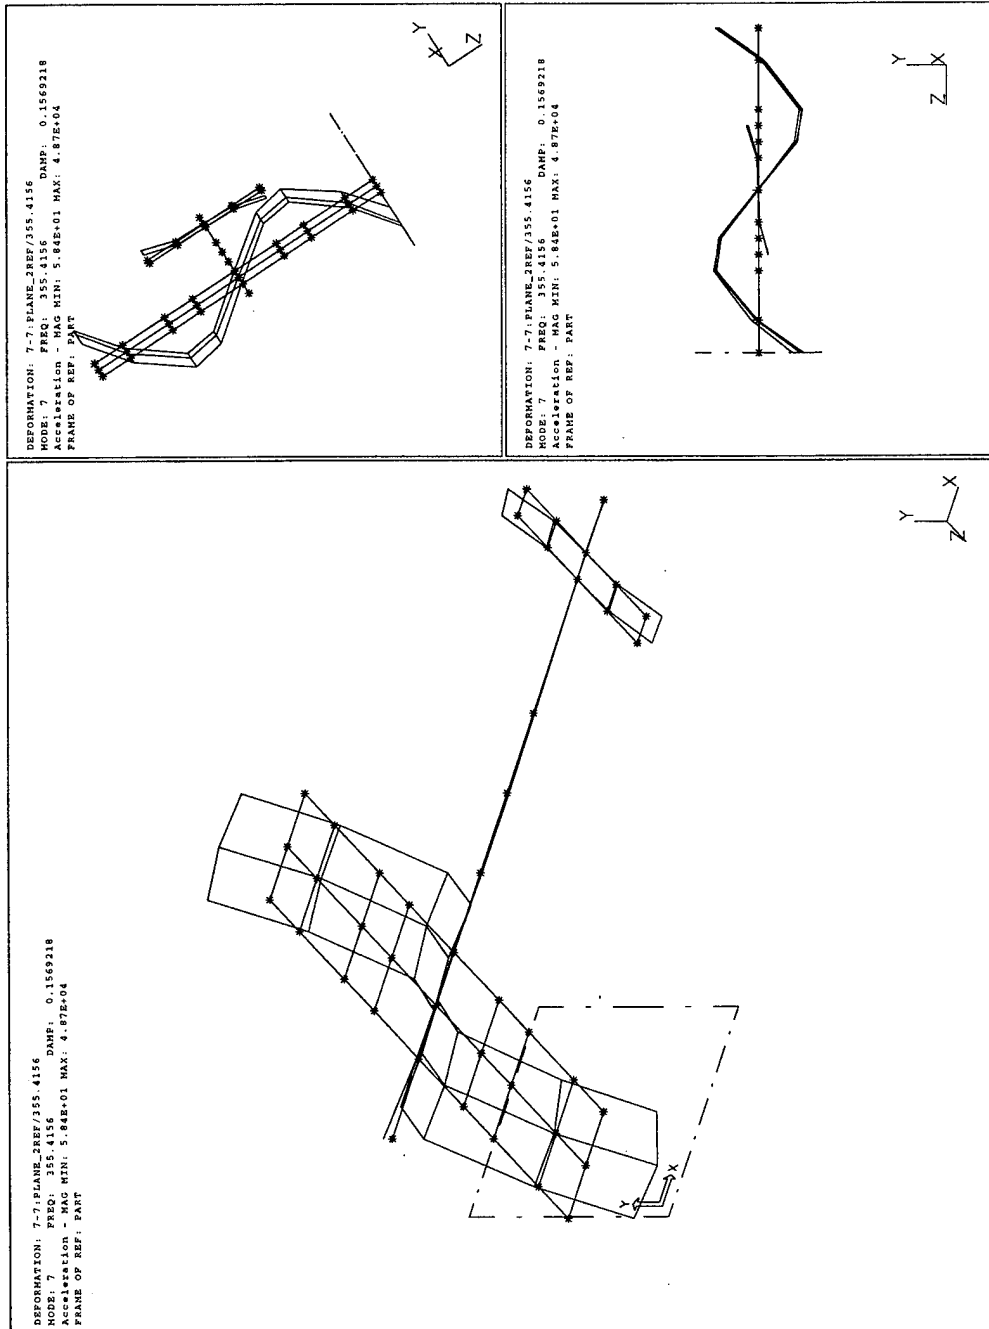 DEFORMATION: 7-7:PLANE_2REF/355.4156
MODE: 7 FREQ: 355.4156 DAMP: 0.1569218
Acceleration - MAG MIN: 5.84E+01 MAX: 4.87E+04
FRAME OF REF: PART
X
Y
Z
DEFORMATION: 7-7:PLANE_2REF/355.4156
MODE: 7 FREQ: 355.4156 DAMP: 0.1569218
Acceleration - MAG MIN: 5.84E+01 MAX: 4.87E+04
FRAME OF REF: PART
Y
Z
X
DEFORMATION: 7-7:PLANE_2REF/355.4156
MODE: 7 FREQ: 355.4156 DAMP: 0.1569218
Acceleration - MAG MIN: 5.84E+01 MAX: 4.87E+04
FRAME OF REF: PART
Y
Z
X
Y
X